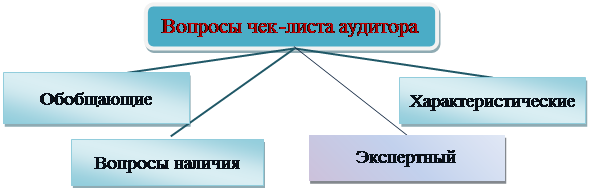 Вопросы чек-листа аудитора
Обобщающие
Характеристические
Вопросы наличия
Экспертный